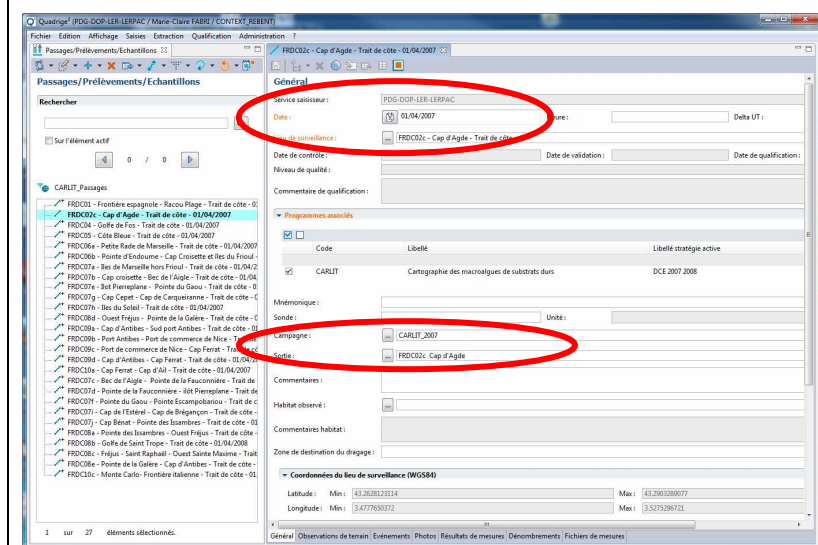 Quadrige² (PDG-DOP-LER-LERPAC / Marie-Claire FABRI / CONTEXT_REBENT)
Fichier Edition Affichage Saisies Extraction Qualification Administration ?
Passages/Prélèvements/Echantillons
FRDC02c - Cap d'Agde - Trait de côte - 01/04/2007
Passages/Prélèvements/Echantillons
Rechercher
Sur l'élément actif
0 / 0
CARLIT_Passages
FRDC01 - Frontière espagnole - Racou Plage - Trait de côte - 0
FRDC02c - Cap d'Agde - Trait de côte - 01/04/2007
FRDC04 - Golfe de Fos - Trait de côte - 01/04/2007
FRDC05 - Côte Bleue - Trait de côte - 01/04/2007
FRDC06a - Petite Rade de Marseille - Trait de côte - 01/04/2007
FRDC06b - Pointe d'Endoume - Cap Croisette et îles du Frioul -
FRDC07a - Iles de Marseille hors Frioul - Trait de côte - 01/04/2
FRDC07b - Cap croisette - Bec de l'Aigle - Trait de côte - 01/04
FRDC07e - Ilot Pierreplane - Pointe du Gaou - Trait de côte - 0
FRDC07g - Cap Cepet - Cap de Carqueiranne - Trait de côte -
FRDC07h - Iles du Soleil - Trait de côte - 01/04/2007
FRDC08d - Ouest Fréjus - Pointe de la Galère - Trait de côte -
FRDC09a - Cap d'Antibes - Sud port Antibes - Trait de côte - 01
FRDC09b - Port Antibes - Port de commerce de Nice -
FRDC09c - Port de commerce de Nice - Cap Ferrat -
FRDC09d - Cap d'Antibes - Cap Ferrat - Trait de côte - 01/04/2
FRDC10a - Cap Ferrat - Cap d'Ail - Trait de côte - 01/04/2007
FRDC07c - Bec de l'Aigle - Pointe de la Fauconnière - Trait de
FRDC07d - Pointe de la Fauconnière - ilôt Pierreplane - Trait de
FRDC07f - Pointe du Gaou - Pointe Escampobariou - Trait de c
FRDC07i - Cap de l'Estérel - Cap de Brégançon - Trait de côte -
FRDC07j - Cap Bénat - Pointe des Issambres - Trait de côte - 01
FRDC08a - Pointe des Issambres - Ouest Fréjus - Trait de côte -
FRDC08b - Golfe de Saint Trope - Trait de côte - 01/04/2008
FRDC08c - Fréjus - Saint Raphaël - Ouest Sainte Maxime - Trait
FRDC08e - Pointe de la Galère - Cap d'Antibes - Trait de côte -
FRDC10c - Monte Carlo- Frontière italienne - Trait de côte - 01
1 sur 27 éléments sélectionnés.
Général
Service saisisseur : PDG-DOP-LER-LERPAC
Date : 01/04/2007 Heure : Delta UT :
Lieu de surveillance : ... FRDC02c - Cap d'Agde - Trait de côte
Date de contrôle : Date de validation : Date de qualification :
Niveau de qualité :
Commentaire de qualification :
Programmes associés
Code Libellé Libellé stratégie active
CARLIT Cartographie des macroalgues de substrats durs DCE 2007 2008
Mnémonique :
Sonde : Unité :
Campagne : ... CARLIT_2007
Sortie : ... FRDC02c Cap d'Agde
Commentaires :
Habitat observé : ...
Commentaires habitat :
Zone de destination du dragage :
Coordonnées du lieu de surveillance (WGS84)
Latitude : Min : 43.2628123114 Max : 43.2903289077
Longitude : Min : 3.4777650372 Max : 3.5275296721
Général Observations de terrain Evénements Photos Résultats de mesures Dénombrements Fichiers de mesures